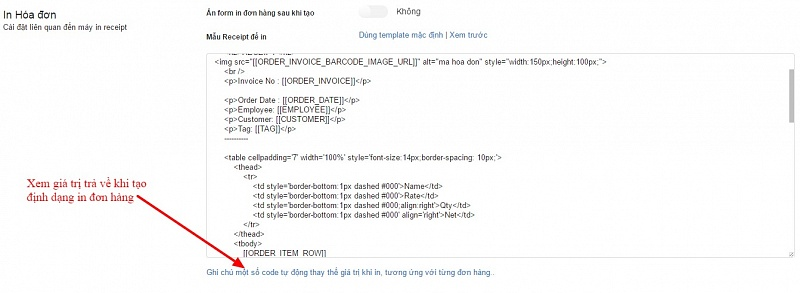 In Hóa đơn
Cài đặt liên quan đến máy in receipt
Ẩn form in đơn hàng sau khi tạo
Không
Mẫu Receipt để in
Dùng template mặc định | Xem trước
<img src="[[ORDER_INVOICE_BARCODE_IMAGE_URL]]" alt="ma hoa don" style="width:150px;height:100px;">
<br />
<p>Invoice No : [[ORDER_INVOICE]]</p>
<p>Order Date : [[ORDER_DATE]]</p>
<p>Employee: [[EMPLOYEE]]</p>
<p>Customer: [[CUSTOMER]]</p>
<p>Tag: [[TAG]]</p>
----------
<table cellpadding='7' width='100%' style='font-size:14px;border-spacing: 10px;'>
<thead>
<tr>
<td style='border-bottom:1px dashed #000'>Name</td>
<td style='border-bottom:1px dashed #000'>Rate</td>
<td style='border-bottom:1px dashed #000;align:right'>Qty</td>
<td style='border-bottom:1px dashed #000' align='right'>Net</td>
</tr>
</thead>
<tbody>
[[ORDER_ITEM_ROW]]
Xem giá trị trả về khi tạo
định dạng in đơn hàng
Ghi chú một số code tự động thay thế giá trị khi in, tương ứng với từng đơn hàng..